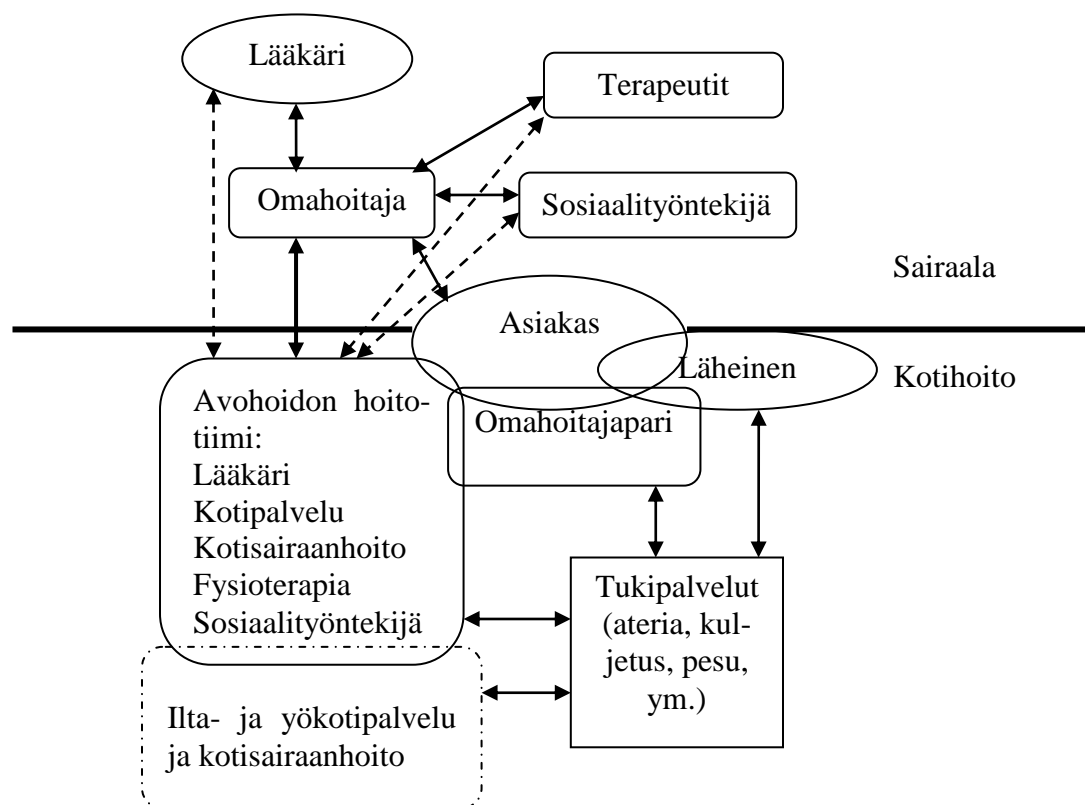 Lääkäri
Terapeutit
Omahoitaja
Sosiaalityöntekijä
Sairaala
Asiakas
Läheinen
Kotihoito
Avohoidon hoito-
tiimi:
Lääkäri
Kotipalvelu
Kotisairaanhoito
Fysioterapia
Sosiaalityöntekijä
Omahoitajapari
Tukipalvelut
(ateria, kul-
jetus, pesu,
ym.)
Ilta- ja yökotipalvelu
ja kotisairaanhoito